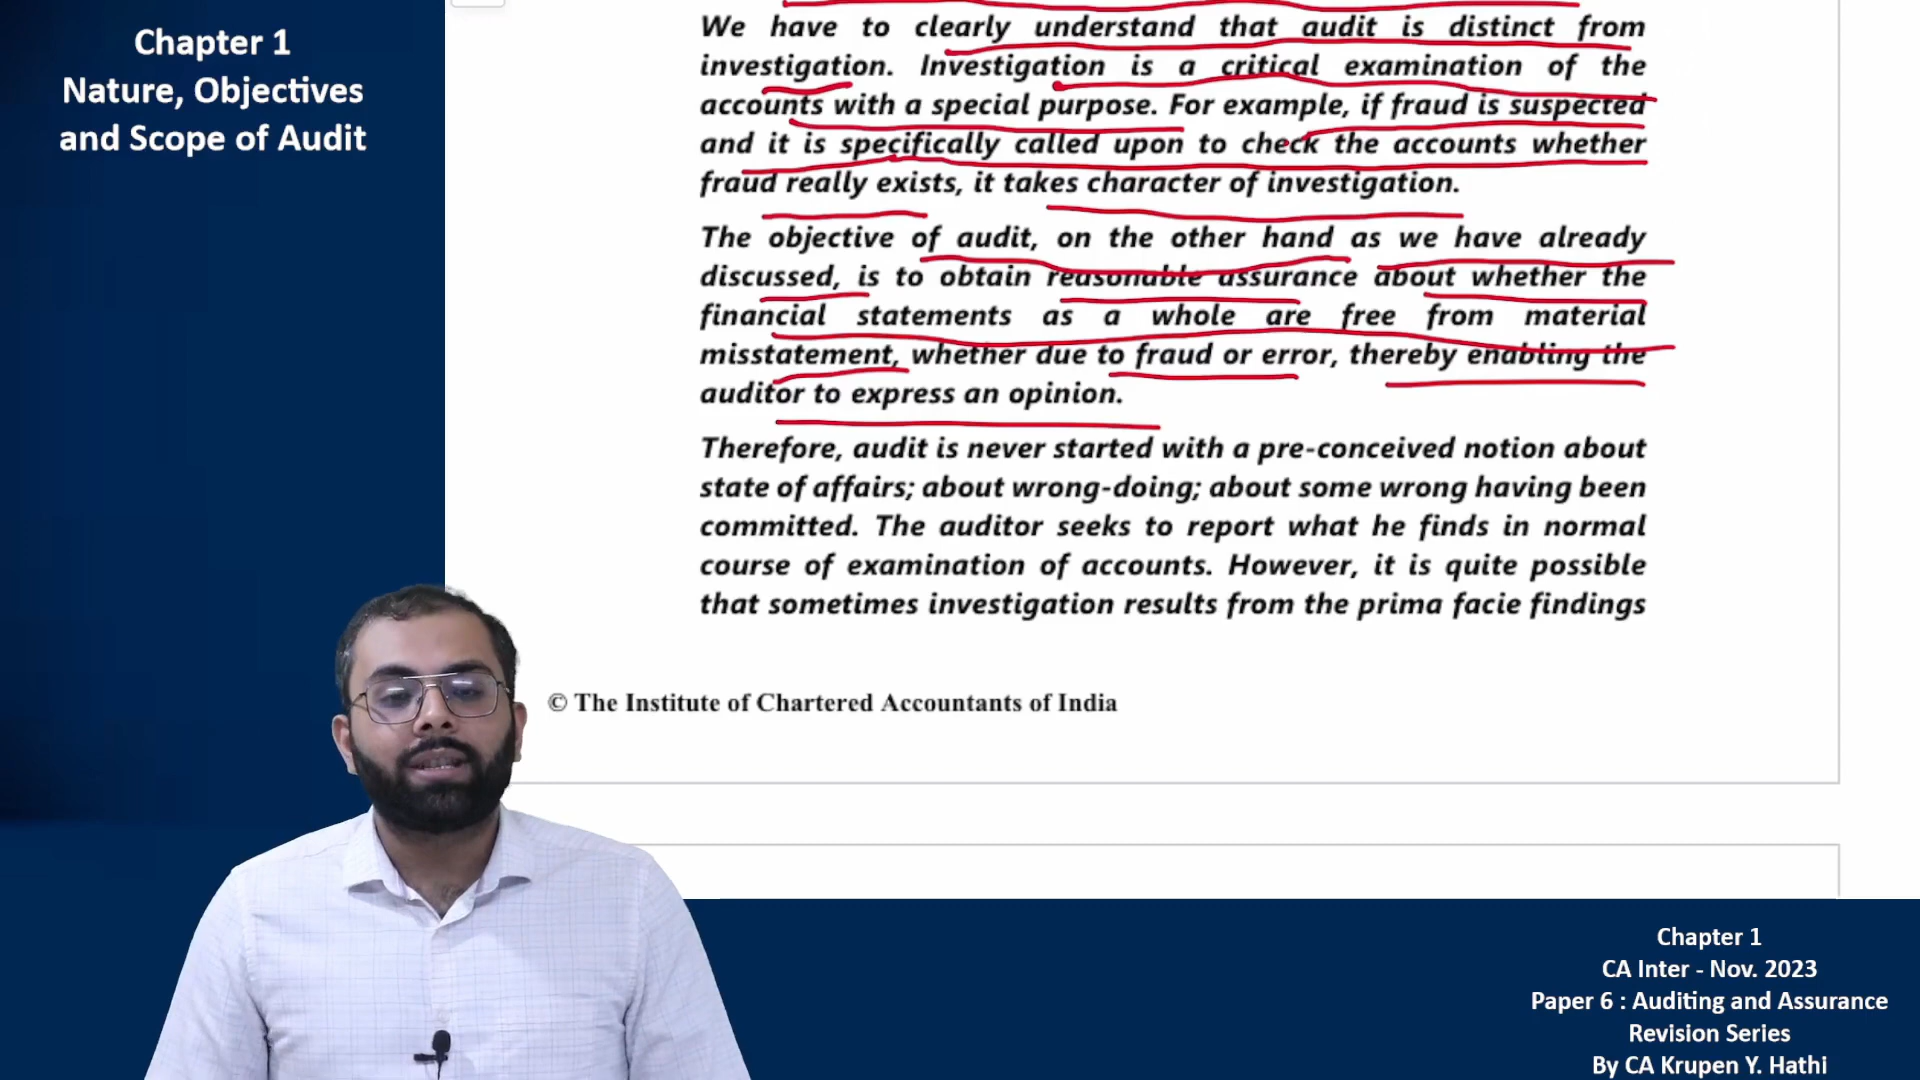 Chapter 1
Nature, Objectives
and Scope of Audit
We have to clearly understand that audit is distinct from
investigation. Investigation is a critical examination of the
accounts with a special purpose. For example, if fraud is suspected
and it is specifically called upon to check the accounts whether
fraud really exists, it takes character of investigation.
The objective of audit, on the other hand as we have already
discussed, is to obtain reasonable assurance about whether the
financial statements as a whole are free from material
misstatement, whether due to fraud or error, thereby enabling the
auditor to express an opinion.
Therefore, audit is never started with a pre-conceived notion about
state of affairs; about wrong-doing; about some wrong having been
committed. The auditor seeks to report what he finds in normal
course of examination of accounts. However, it is quite possible
that sometimes investigation results from the prima facie findings
© The Institute of Chartered Accountants of India
Chapter 1
CA Inter - Nov. 2023
Paper 6 : Auditing and Assurance
Revision Series
By CA Krupen Y. Hathi